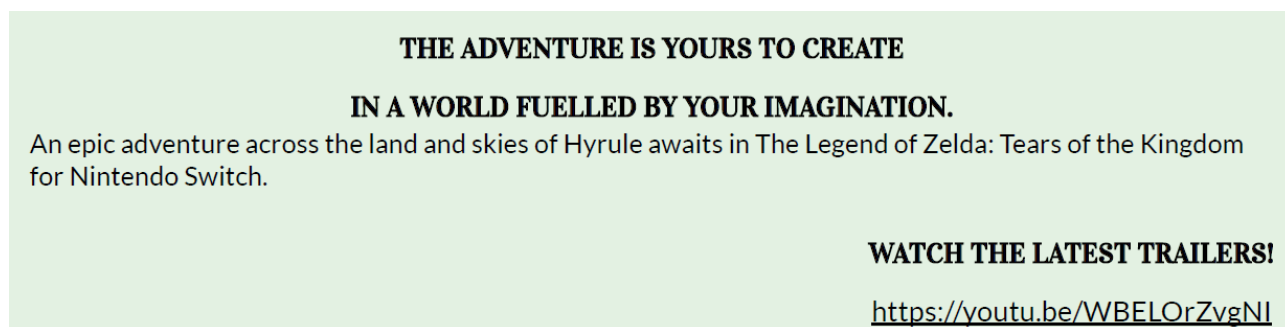 THE ADVENTURE IS YOURS TO CREATE
IN A WORLD FUELLED BY YOUR IMAGINATION.
An epic adventure across the land and skies of Hyrule awaits in The Legend of Zelda: Tears of the Kingdom
for Nintendo Switch.
WATCH THE LATEST TRAILERS!
https://youtu.be/WBELOrZvgNI